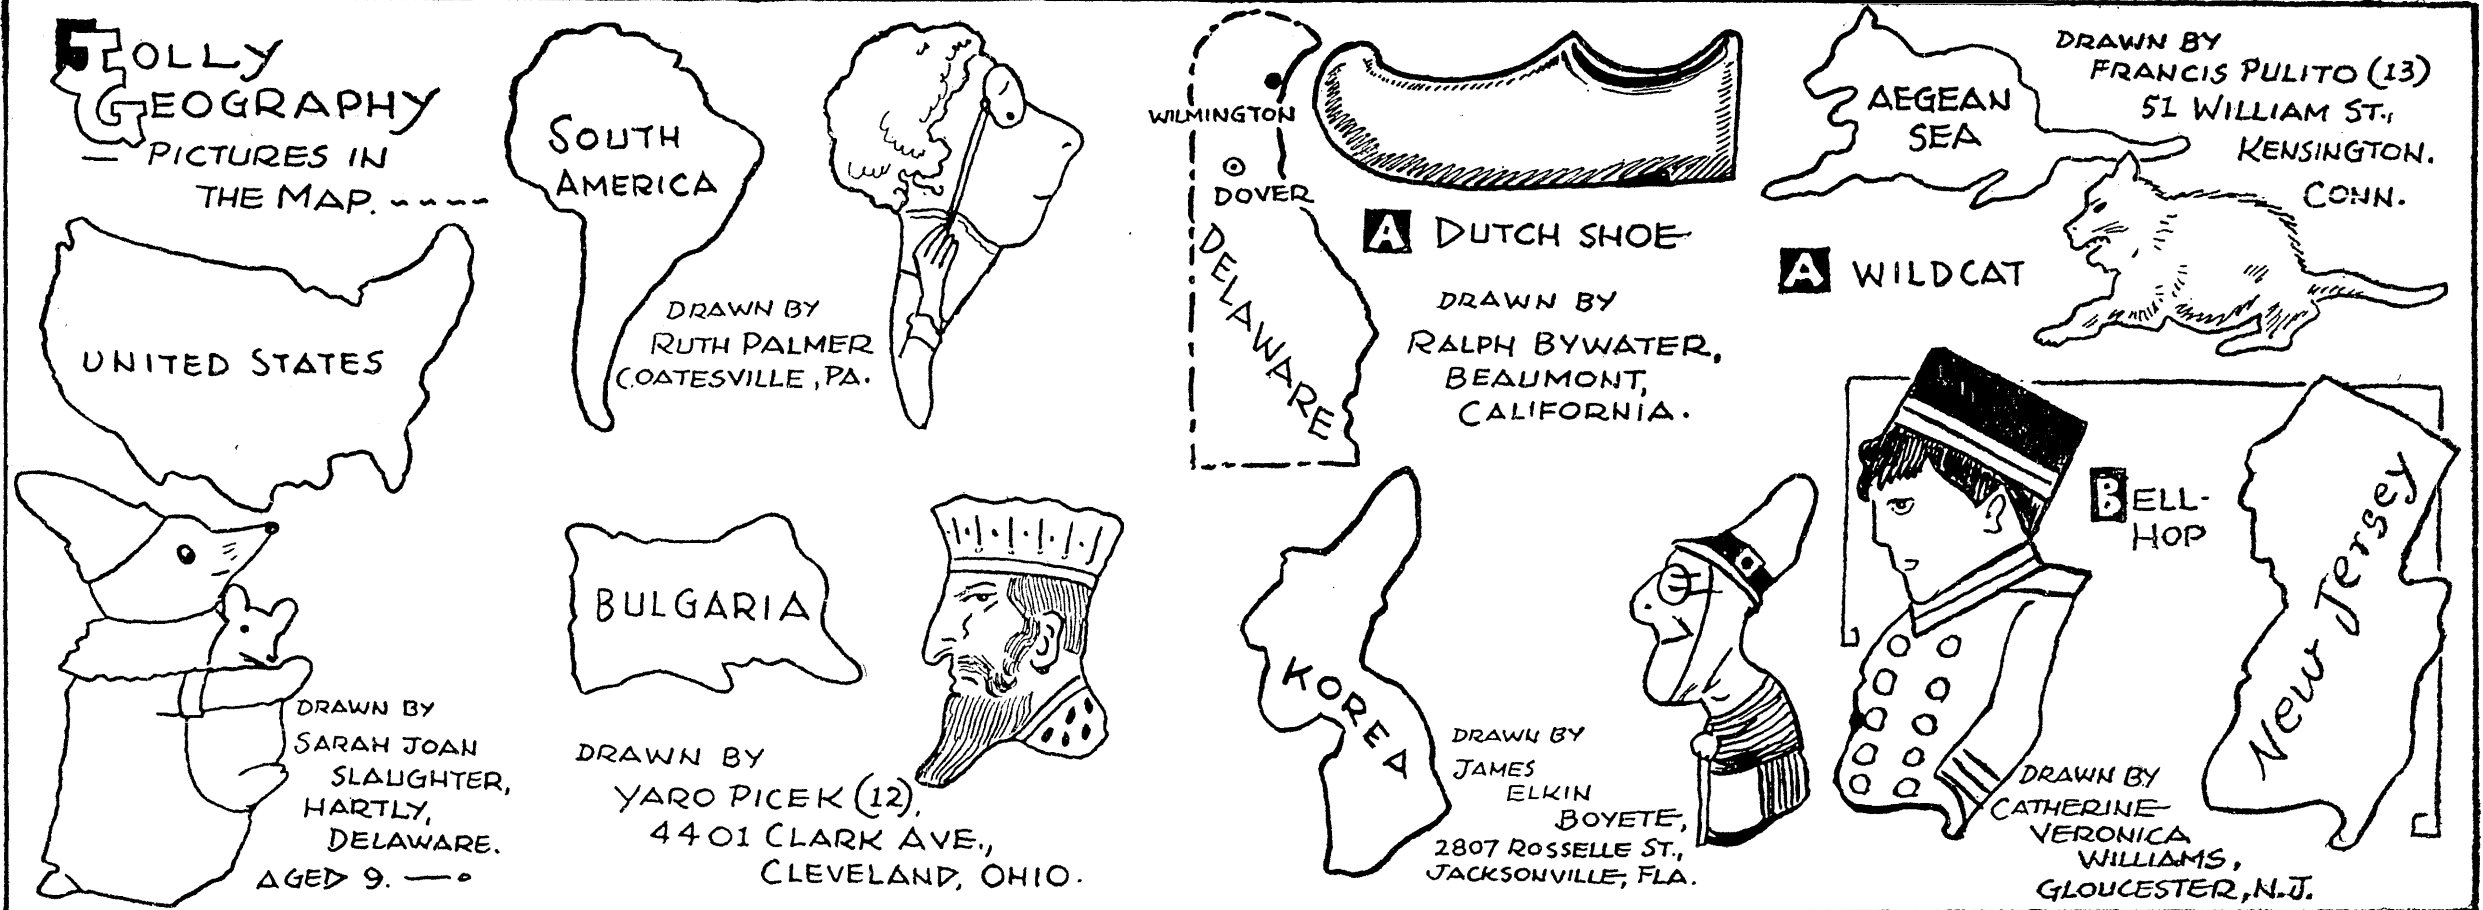 JOLLY
GEOGRAPHY
— PICTURES IN
THE MAP. ----
UNITED STATES
DRAWN BY
SARAH JOAN
SLAUGHTER,
HARTLY,
DELAWARE.
AGED 9.
SOUTH
AMERICA
DRAWN BY
RUTH PALMER
COATESVILLE, PA.
BULGARIA
DRAWN BY
YARO PICEK (12),
4401 CLARK AVE.,
CLEVELAND, OHIO.
WILMINGTON
DOVER
DELAWARE
A DUTCH SHOE
DRAWN BY
RALPH BYWATER,
BEAUMONT,
CALIFORNIA.
KOREA
DRAWN BY
JAMES
ELKIN
BOYETE,
2807 ROSSELLE ST.,
JACKSONVILLE, FLA.
AEGEAN
SEA
DRAWN BY
FRANCIS PULITO (13)
51 WILLIAM ST.,
KENSINGTON.
CONN.
A WILDCAT
BELL-
HOP
New Jersey
DRAWN BY
CATHERINE
VERONICA
WILLIAMS,
GLOUCESTER, N.J.